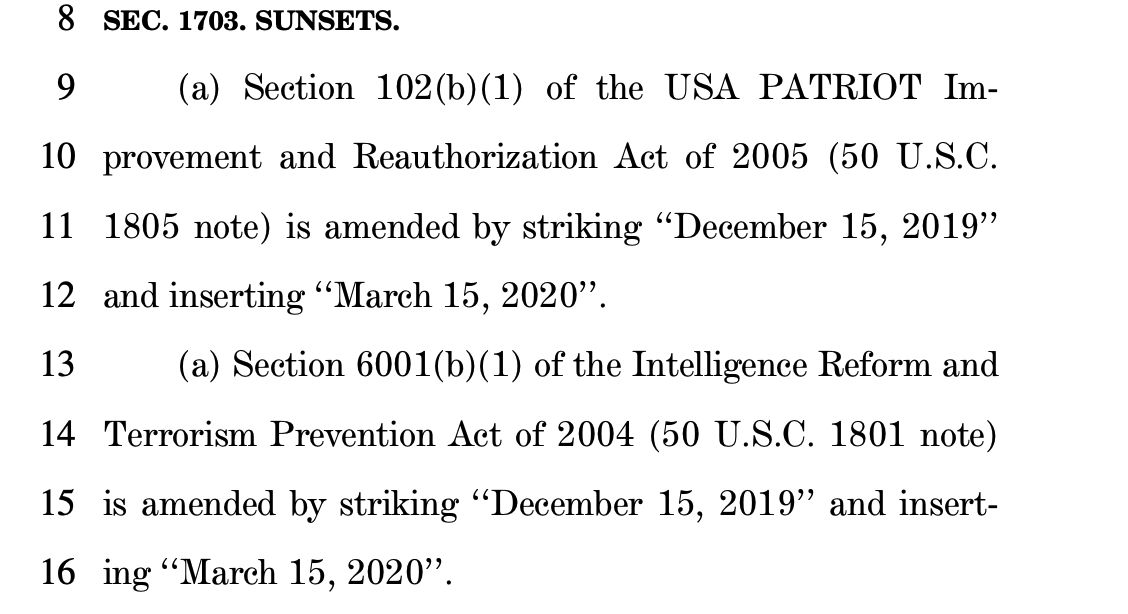 8 SEC. 1703. SUNSETS.
9 (a) Section 102(b)(1) of the USA PATRIOT Im-
10 provement and Reauthorization Act of 2005 (50 U.S.C.
11 1805 note) is amended by striking ‘‘December 15, 2019’’
12 and inserting ‘‘March 15, 2020’’.
13 (a) Section 6001(b)(1) of the Intelligence Reform and
14 Terrorism Prevention Act of 2004 (50 U.S.C. 1801 note)
15 is amended by striking ‘‘December 15, 2019’’ and insert-
16 ing ‘‘March 15, 2020’’.